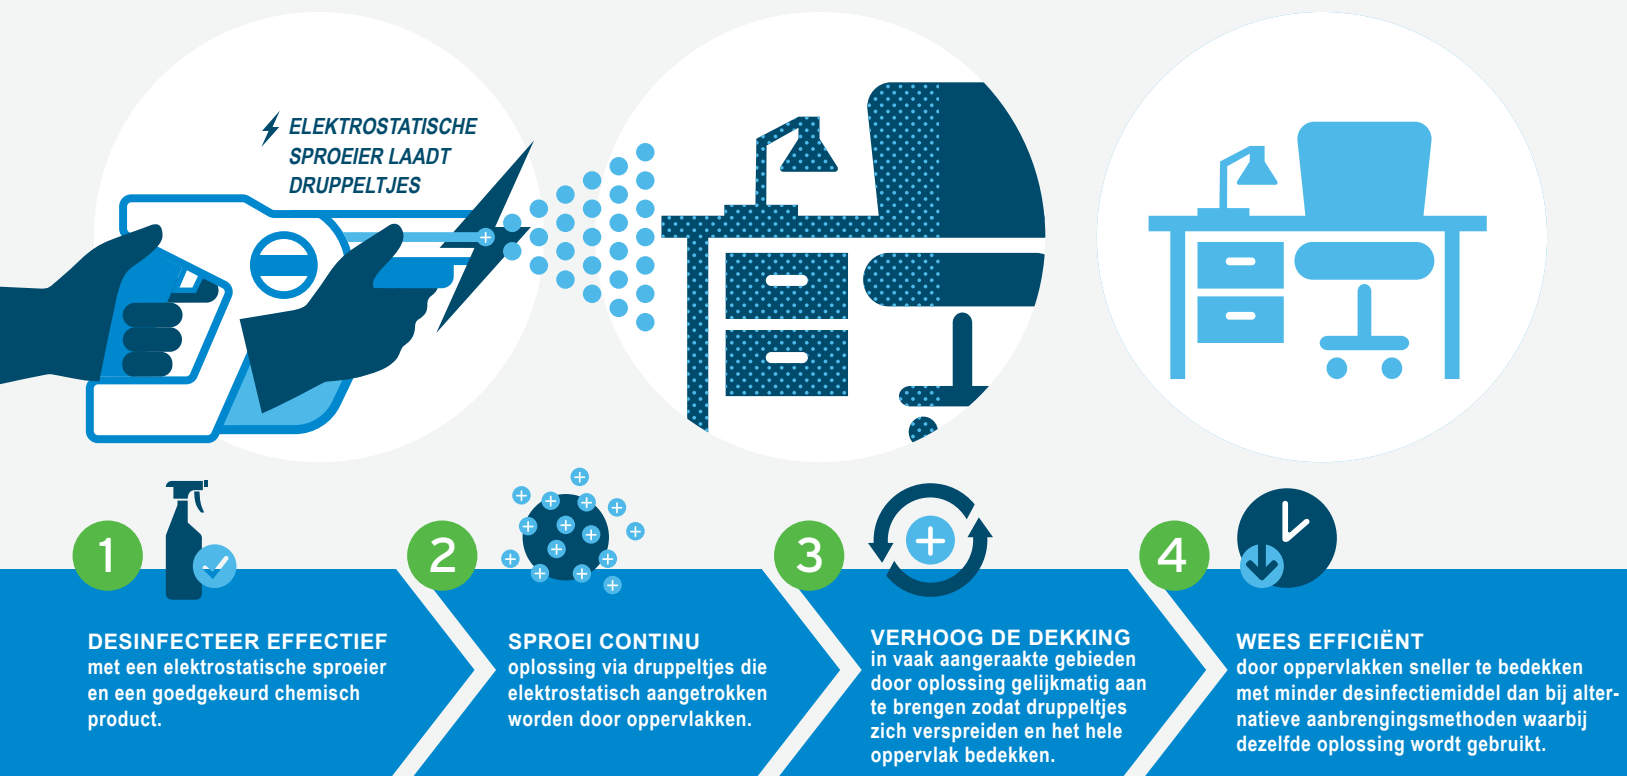 ELEKTROSTATISCHE
SPROEIER LAADT
DRUPPELTJES
1
DESINFECTEER EFFECTIEF
met een elektrostatische sproeier
en een goedgekeurd chemisch
product.
2
SPROEI CONTINU
oplossing via druppeltjes die
elektrostatisch aangetrokken
worden door oppervlakken.
3
VERHOOG DE DEKKING
in vaak aangeraakte gebieden
door oplossing gelijkmatig aan
te brengen zodat druppeltjes
zich verspreiden en het hele
oppervlak bedekken.
4
WEES EFFICIËNT
door oppervlakken sneller te bedekken
met minder desinfectiemiddel dan bij alter-
natieve aanbrengingsmethoden waarbij
dezelfde oplossing wordt gebruikt.